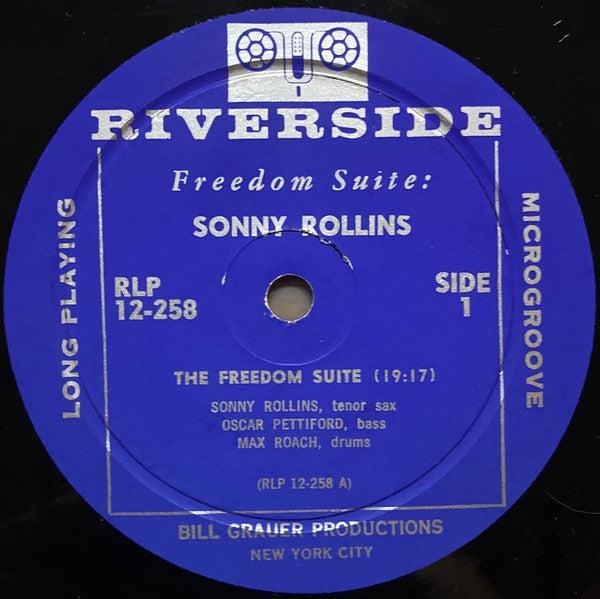 RIVERSIDE
Freedom Suite:
SONNY ROLLINS
LONG PLAYING
RLP
12-258
SIDE
1
MICROGROOVE
THE FREEDOM SUITE (19:17)
SONNY ROLLINS, tenor sax
OSCAR PETTIFORD, bass
MAX ROACH, drums
(RLP 12-258 A)
BILL GRAUER PRODUCTIONS
NEW YORK CITY